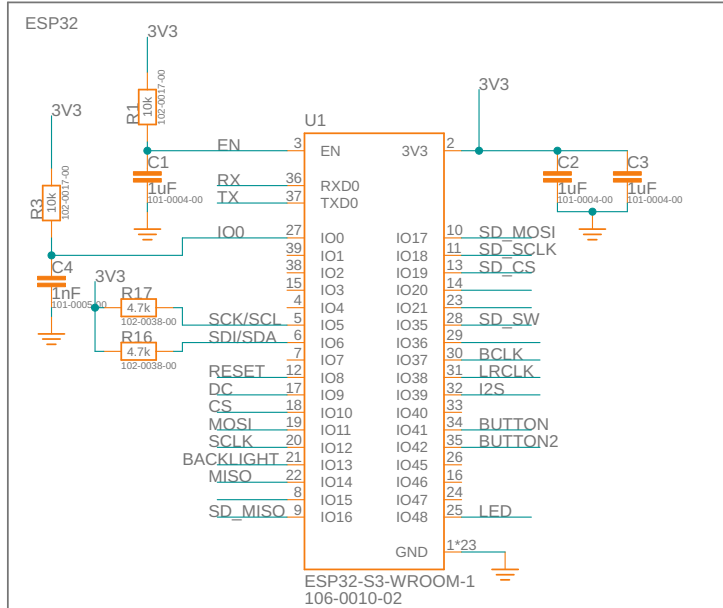 ESP32
3V3
R1
10k
102-0017-00
3V3
R3
10k
102-0017-00
C1
1uF
101-0004-00
C4
1nF
101-0005-00
3V3
R17
4.7k
102-0038-00
R16
4.7k
102-0038-00
U1
3V3
C2
1uF
101-0004-00
C3
1uF
101-0004-00
EN 3 EN
RX 36 RXD0
TX 37 TXD0
IO0 27 IO0
39 IO1
38 IO2
15 IO3
4 IO4
SCK/SCL 5 IO5
SDI/SDA 6 IO6
7 IO7
RESET 12 IO8
DC 17 IO9
CS 18 IO10
MOSI 19 IO11
SCLK 20 IO12
BACKLIGHT 21 IO13
MISO 22 IO14
8 IO15
SD_MISO 9 IO16
3V3 2
IO17 10 SD_MOSI
IO18 11 SD_SCLK
IO19 13 SD_CS
IO20 14
IO21 23
IO35 28 SD_SW
IO36 29
IO37 30 BCLK
IO38 31 LRCLK
IO39 32 I2S
IO40 33
IO41 34 BUTTON
IO42 35 BUTTON2
IO45 26
IO46 16
IO47 24
IO48 25 LED
GND 1*23
ESP32-S3-WROOM-1
106-0010-02